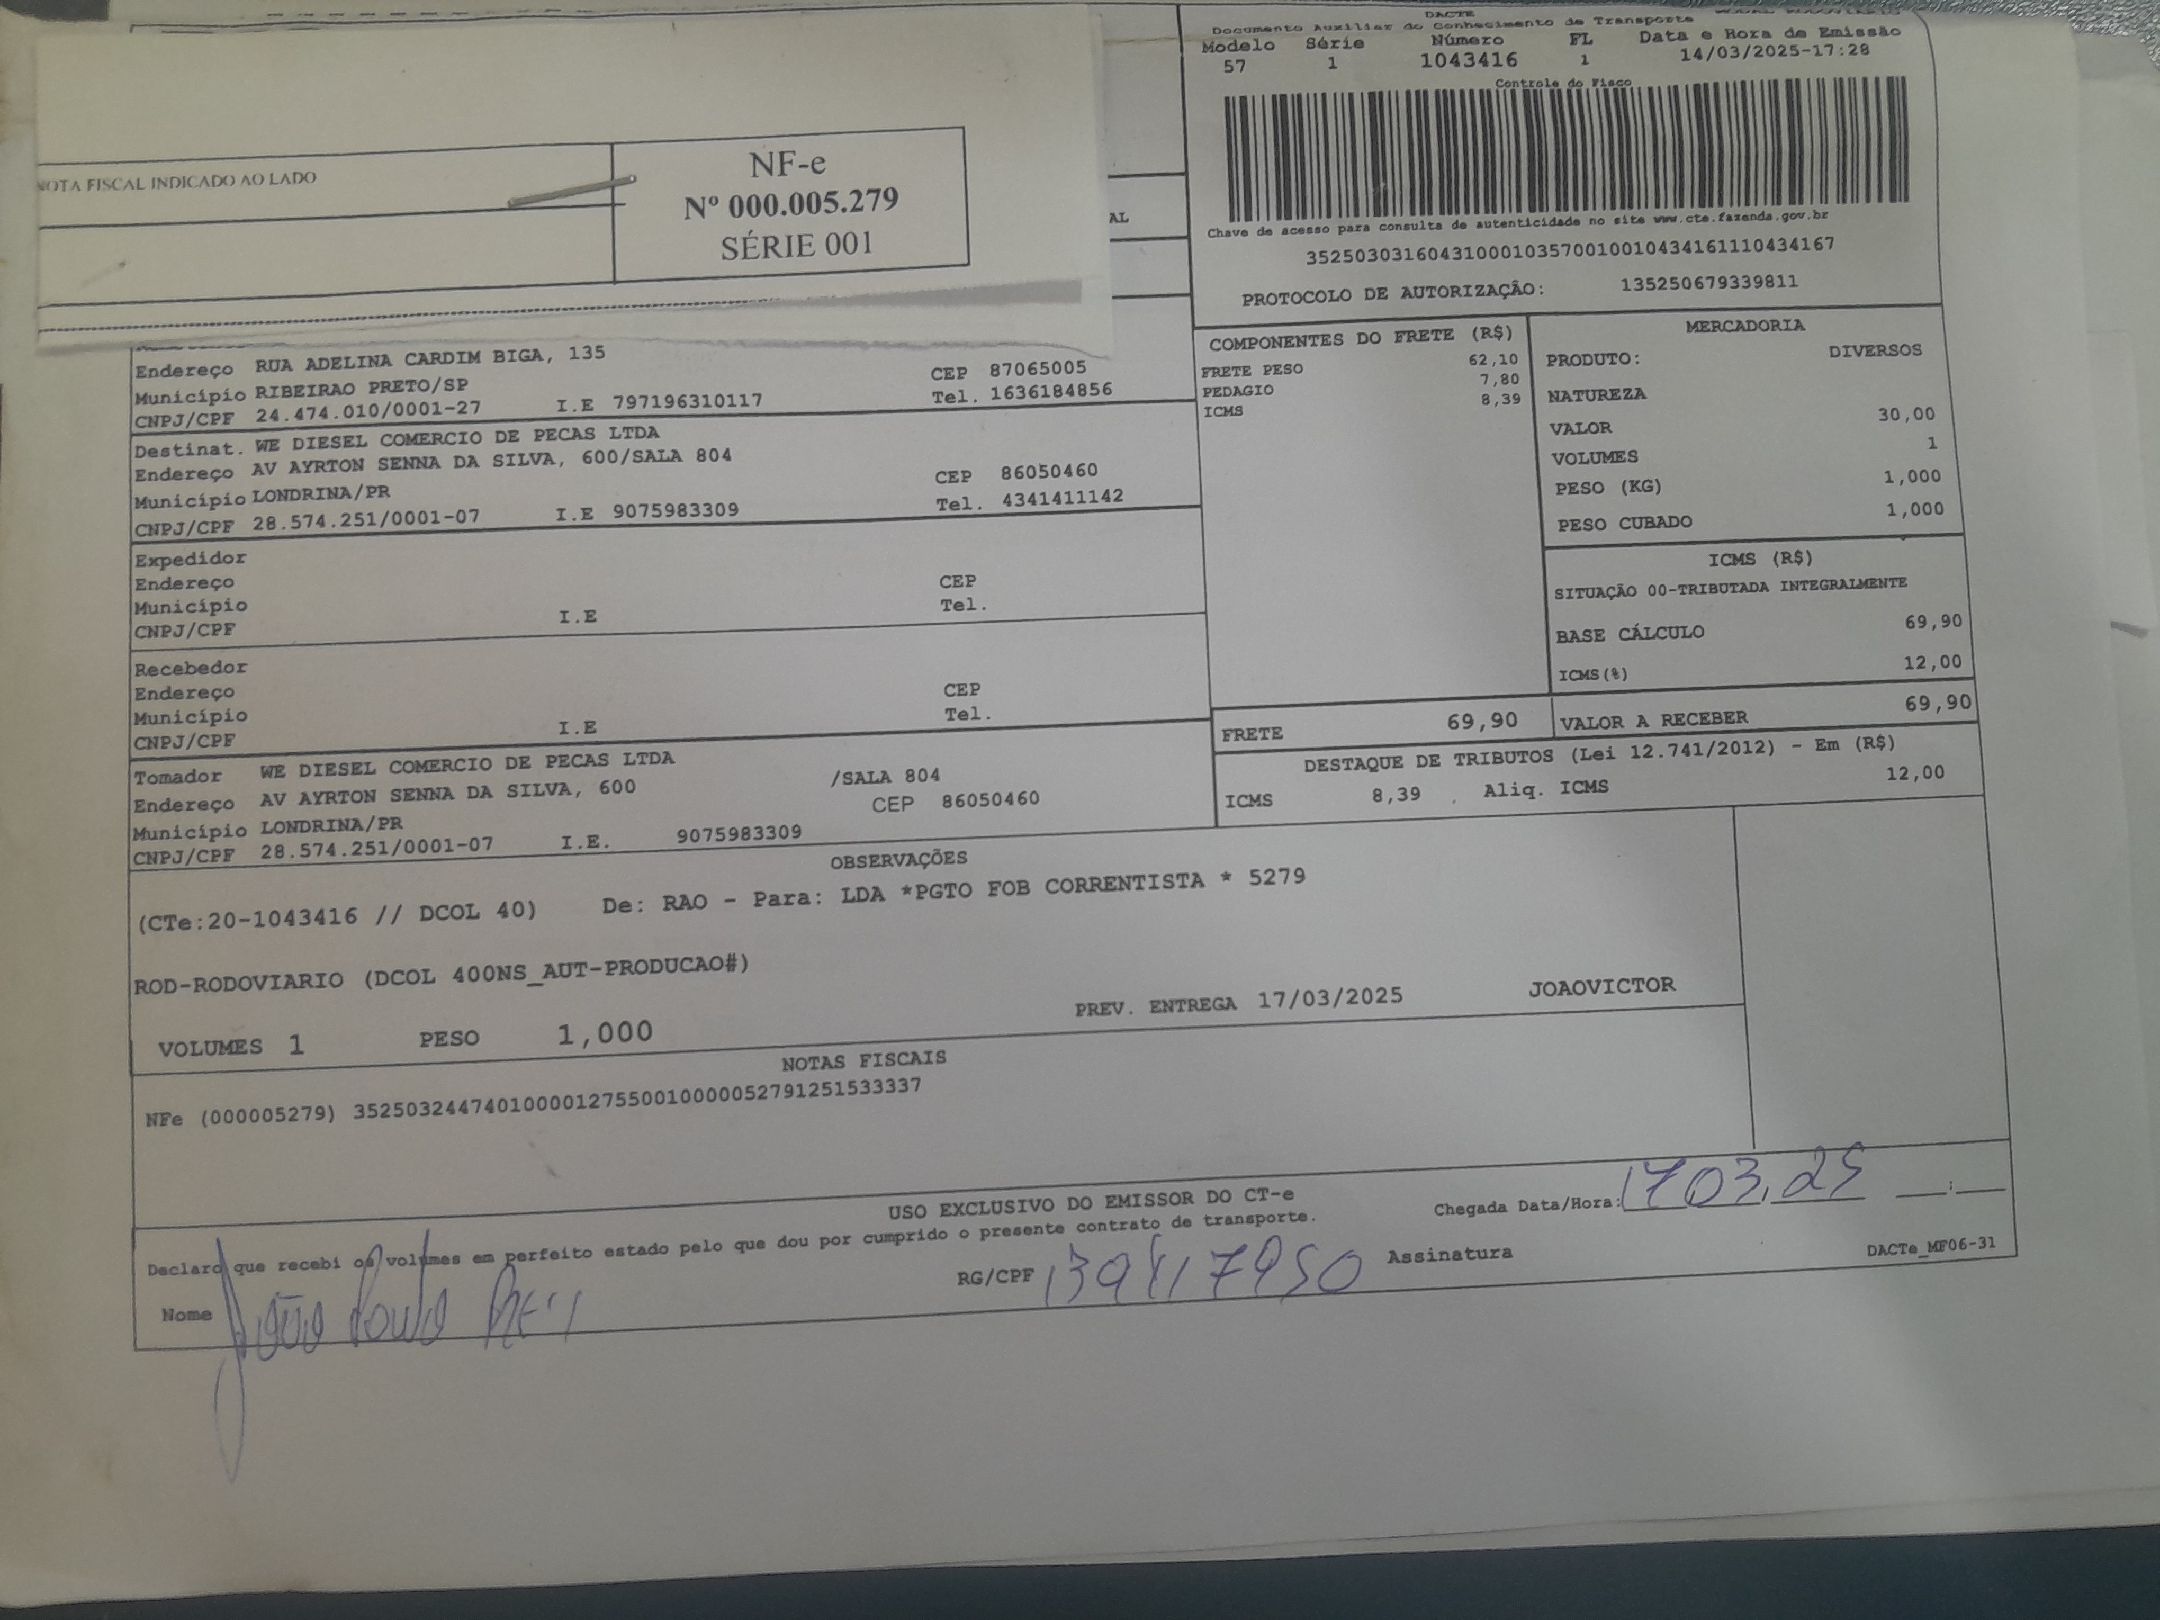 NOTA FISCAL INDICADO AO LADO
NF-e
Nº 000.005.279
SÉRIE 001
AL
DACTE
Documento Auxiliar do Conhecimento de Transporte
Modelo Série Número FL Data e Hora de Emissão
57 1 1043416 1 14/03/2025-17:28
Controle do Fisco
Chave de acesso para consulta de autenticidade no site www.cte.fazenda.gov.br
35250303160431000103570010010434161110434167
PROTOCOLO DE AUTORIZAÇÃO: 135250679339811
Endereço RUA ADELINA CARDIM BIGA, 135 CEP 87065005
Município RIBEIRAO PRETO/SP Tel. 1636184856
CNPJ/CPF 24.474.010/0001-27 I.E 797196310117
Destinat. WE DIESEL COMERCIO DE PECAS LTDA
Endereço AV AYRTON SENNA DA SILVA, 600/SALA 804 CEP 86050460
Município LONDRINA/PR Tel. 4341411142
CNPJ/CPF 28.574.251/0001-07 I.E 9075983309
Expedidor
Endereço CEP
Município Tel.
CNPJ/CPF I.E
Recebedor
Endereço CEP
Município Tel.
CNPJ/CPF I.E
Tomador WE DIESEL COMERCIO DE PECAS LTDA
Endereço AV AYRTON SENNA DA SILVA, 600 /SALA 804
CEP 86050460
Município LONDRINA/PR
CNPJ/CPF 28.574.251/0001-07 I.E. 9075983309
COMPONENTES DO FRETE (R$)
FRETE PESO 62,10
PEDAGIO 7,80
ICMS 8,39
MERCADORIA
PRODUTO: DIVERSOS
NATUREZA
VALOR 30,00
VOLUMES 1
PESO (KG) 1,000
PESO CUBADO 1,000
ICMS (R$)
SITUAÇÃO 00-TRIBUTADA INTEGRALMENTE
BASE CÁLCULO 69,90
ICMS(%) 12,00
FRETE 69,90 VALOR A RECEBER 69,90
DESTAQUE DE TRIBUTOS (Lei 12.741/2012) - Em (R$)
ICMS 8,39 Aliq. ICMS 12,00
OBSERVAÇÕES
(CTe:20-1043416 // DCOL 40) De: RAO - Para: LDA *PGTO FOB CORRENTISTA * 5279
ROD-RODOVIARIO (DCOL 400NS_AUT-PRODUCAO#)
PREV. ENTREGA 17/03/2025 JOAOVICTOR
VOLUMES 1 PESO 1,000
NOTAS FISCAIS
NFe (000005279) 35250324474010000127550010000052791251533337
USO EXCLUSIVO DO EMISSOR DO CT-e
Declaro que recebi os volumes em perfeito estado pelo que dou por cumprido o presente contrato de transporte.
Chegada Data/Hora: 17 03.25 :
Nome João Paulo RG/CPF Assinatura
DACTe_MF06-31